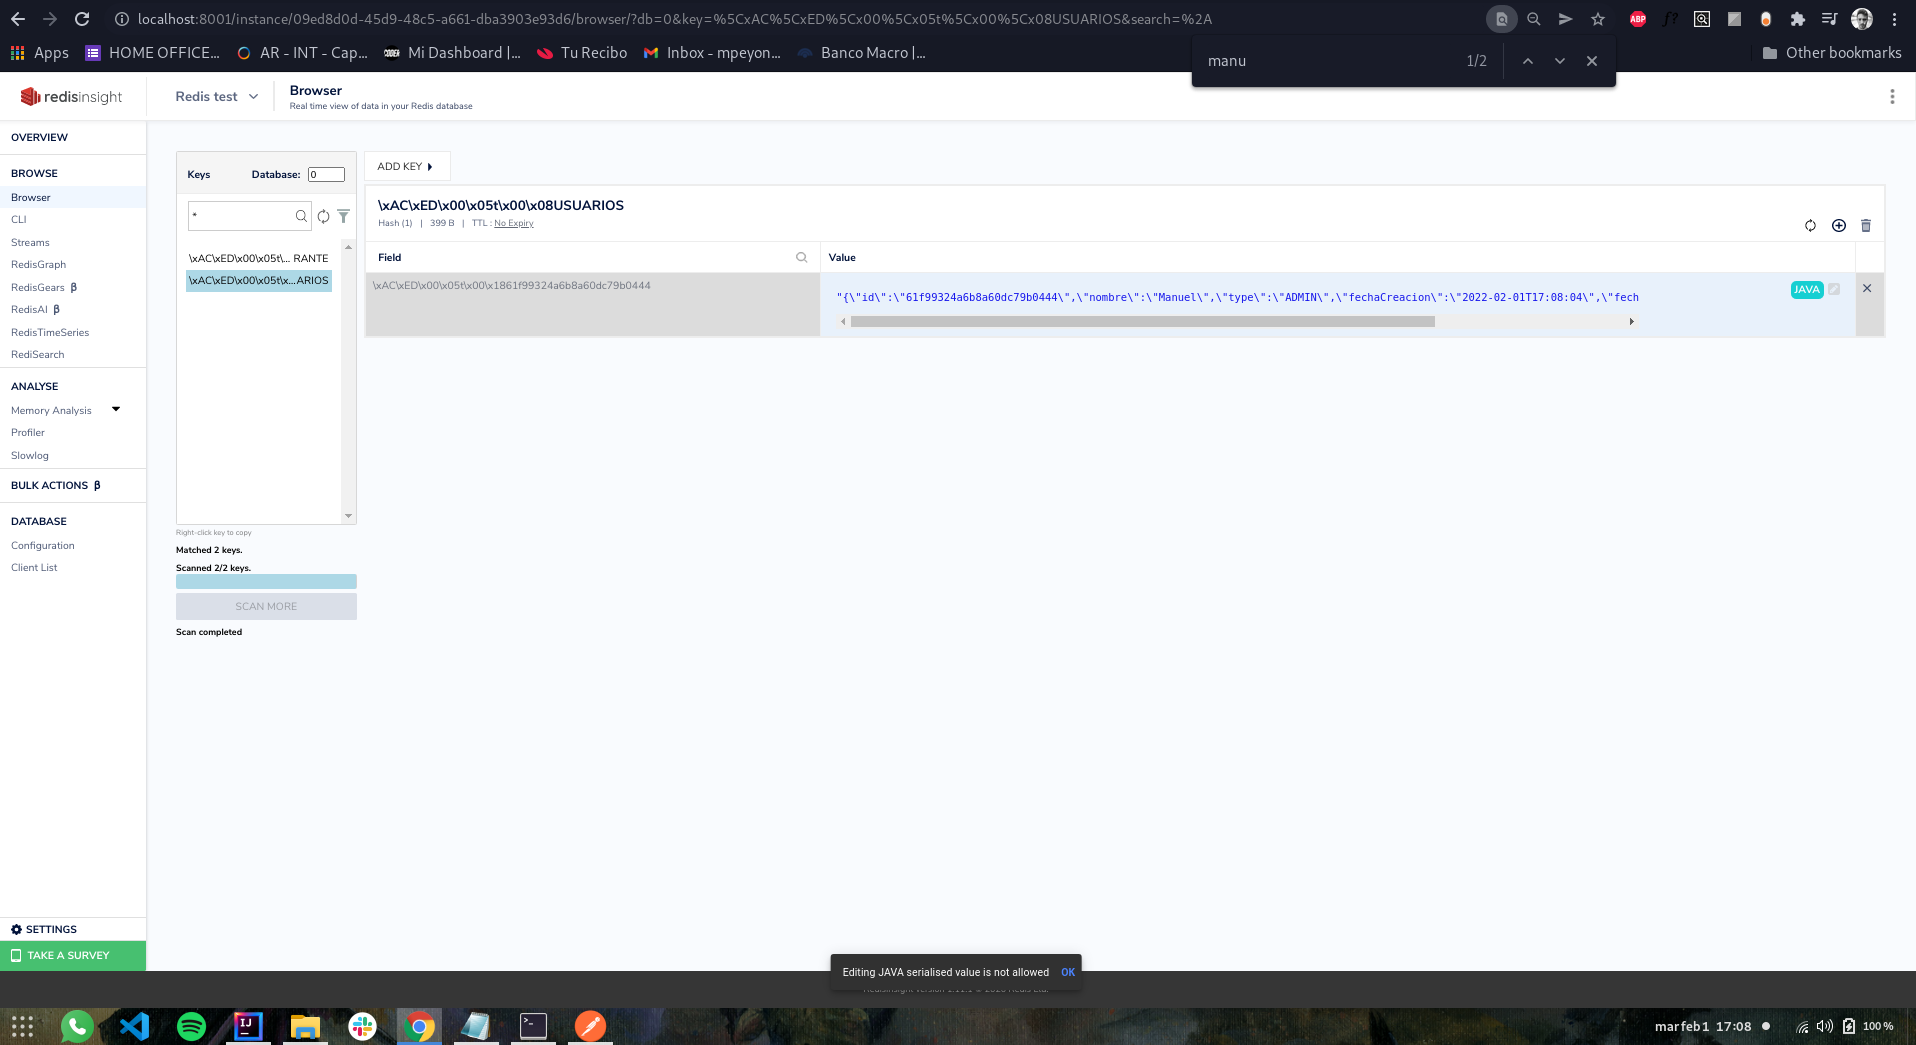 localhost:8001/instance/09ed8d0d-45d9-48c5-a661-dba3903e93d6/browser/?db=0&key=%5CxAC%5CxED%5Cx00%5Cx05t%5Cx00%5Cx08USUARIOS&search=%2A
ABP
f?
Apps
HOME OFFICE...
AR - INT - Cap...
CODER
Mi Dashboard |...
Tu Recibo
Inbox - mpeyon...
Banco Macro |...
manu
1/2
Other bookmarks
redisinsight
Redis test
Browser
Real time view of data in your Redis database
OVERVIEW
BROWSE
Browser
CLI
Streams
RedisGraph
RedisGears β
RedisAI β
RedisTimeSeries
RediSearch
ANALYSE
Memory Analysis
Profiler
Slowlog
BULK ACTIONS β
DATABASE
Configuration
Client List
SETTINGS
TAKE A SURVEY
Keys
Database: 0
*
\xAC\xED\x00\x05t\... RANTE
\xAC\xED\x00\x05t\x...ARIOS
Right-click key to copy
Matched 2 keys.
Scanned 2/2 keys.
SCAN MORE
Scan completed
ADD KEY
\xAC\xED\x00\x05t\x00\x08USUARIOS
Hash (1) | 399 B | TTL : No Expiry
Field
Value
\xAC\xED\x00\x05t\x00\x1861f99324a6b8a60dc79b0444
"{\"id\":\"61f99324a6b8a60dc79b0444\",\"nombre\":\"Manuel\",\"type\":\"ADMIN\",\"fechaCreacion\":\"2022-02-01T17:08:04\",\"fech
JAVA
Editing JAVA serialised value is not allowed
OK
IJ
mar feb 1 17:08
100 %